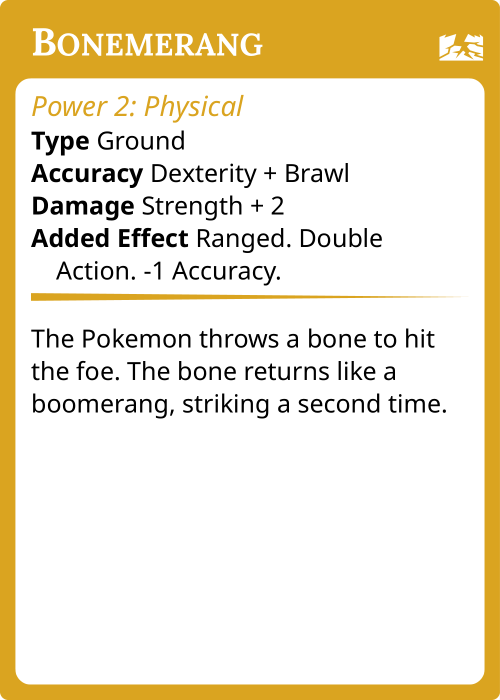 BONEMERANG
Power 2: Physical
Type Ground
Accuracy Dexterity + Brawl
Damage Strength + 2
Added Effect Ranged. Double
Action. -1 Accuracy.
The Pokemon throws a bone to hit
the foe. The bone returns like a
boomerang, striking a second time.